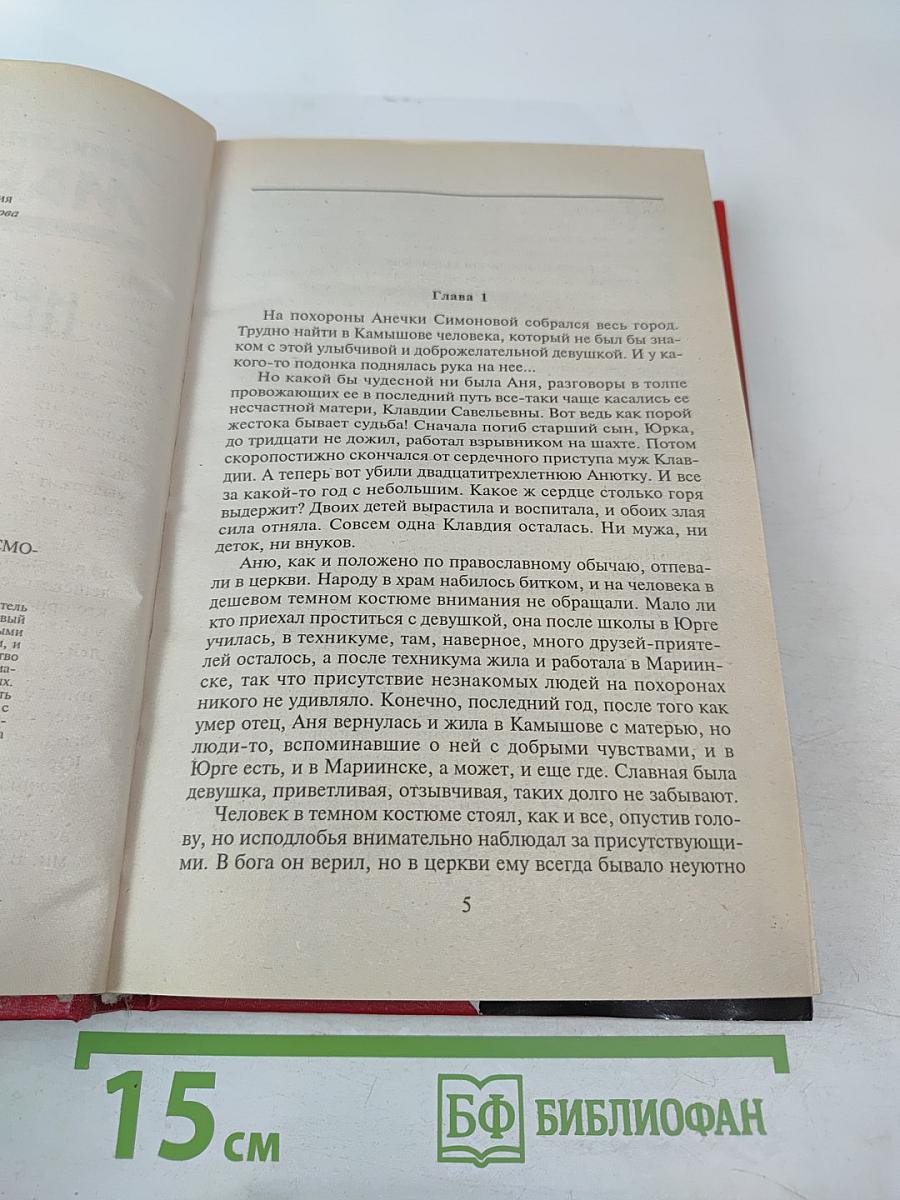 Глава 1
На похороны Анечки Симоновой собрался весь город.
Трудно найти в Камышове человека, который не был бы зна-
ком с этой улыбчивой и доброжелательной девушкой. И у ка-
кого-то подонка поднялась рука на нее...
Но какой бы чудесной ни была Аня, разговоры в толпе
провожающих ее в последний путь все-таки чаще касались ее
несчастной матери, Клавдии Савельевны. Вот ведь как порой
жестока бывает судьба! Сначала погиб старший сын, Юрка,
до тридцати не дожил, работал взрывником на шахте. Потом
скоропостижно скончался от сердечного приступа муж Клав-
дии. А теперь вот убили двадцатитрехлетнюю Анютку. И все
за какой-то год с небольшим. Какое ж сердце столько горя
выдержит? Двоих детей вырастила и воспитала, и обоих злая
сила отняла. Совсем одна Клавдия осталась. Ни мужа, ни
деток, ни внуков.
Аню, как и положено по православному обычаю, отпева-
ли в церкви. Народу в храм набилось битком, и на человека в
дешевом темном костюме внимания не обращали. Мало ли
кто приехал проститься с девушкой, она после школы в Юрге
училась, в техникуме, там, наверное, много друзей-прияте-
лей осталось, а после техникума жила и работала в Мариин-
ске, так что присутствие незнакомых людей на похоронах
никого не удивляло. Конечно, последний год, после того как
умер отец, Аня вернулась и жила в Камышове с матерью, но
люди-то, вспоминавшие о ней с добрыми чувствами, и в
Юрге есть, и в Мариинске, а может, и еще где. Славная была
девушка, приветливая, отзывчивая, таких долго не забывают.
Человек в темном костюме стоял, как и все, опустив голо-
ву, но исподлобья внимательно наблюдал за присутствующи-
ми. В бога он верил, но в церкви ему всегда бывало неуютно
5
15 см
БФ БИБЛИОФАН